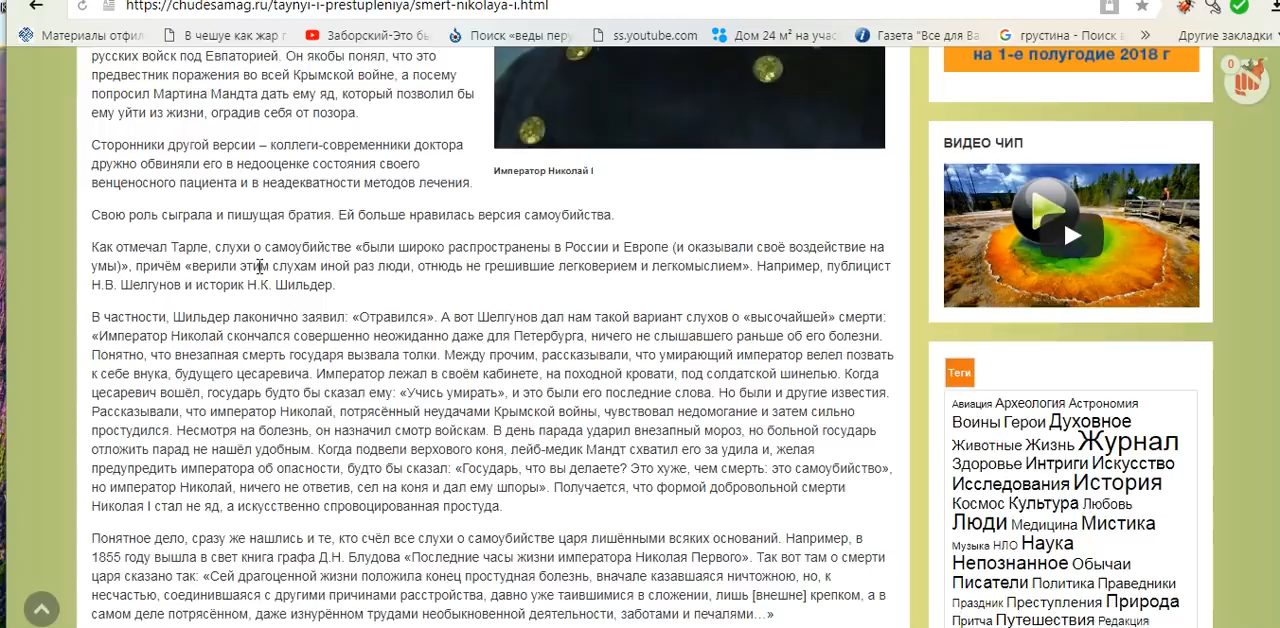 https://chudesamag.ru/taynyi-i-prestupleniya/smert-nikolaya-i.html
Материалы отфил
В чешуе как жар г
Заборский-Это бь
Поиск «веды пер
ss.youtube.com
Дом 24 м² на учас
Газета "Все для Ва
грустина - Поиск в
»
Другие закладки
русских войск под Евпаторией. Он якобы понял, что это
предвестник поражения во всей Крымской войне, а посему
попросил Мартина Мандта дать ему яд, который позволил бы
ему уйти из жизни, оградив себя от позора.
Сторонники другой версии – коллеги-современники доктора
дружно обвиняли его в недооценке состояния своего
венценосного пациента и в неадекватности методов лечения.
Император Николай I
Свою роль сыграла и пишущая братия. Ей больше нравилась версия самоубийства.
Как отмечал Тарле, слухи о самоубийстве «были широко распространены в России и Европе (и оказывали своё воздействие на
умы)», причём «верили этим слухам иной раз люди, отнюдь не грешившие легковерием и легкомыслием». Например, публицист
Н.В. Шелгунов и историк Н.К. Шильдер.
В частности, Шильдер лаконично заявил: «Отравился». А вот Шелгунов дал нам такой вариант слухов о «высочайшей» смерти:
«Император Николай скончался совершенно неожиданно даже для Петербурга, ничего не слышавшего раньше об его болезни.
Понятно, что внезапная смерть государя вызвала толки. Между прочим, рассказывали, что умирающий император велел позвать
к себе внука, будущего цесаревича. Император лежал в своём кабинете, на походной кровати, под солдатской шинелью. Когда
цесаревич вошёл, государь будто бы сказал ему: «Учись умирать», и это были его последние слова. Но были и другие известия.
Рассказывали, что император Николай, потрясённый неудачами Крымской войны, чувствовал недомогание и затем сильно
простудился. Несмотря на болезнь, он назначил смотр войскам. В день парада ударил внезапный мороз, но больной государь
отложить парад не нашёл удобным. Когда подвели верхового коня, лейб-медик Мандт схватил его за удила и, желая
предупредить императора об опасности, будто бы сказал: «Государь, что вы делаете? Это хуже, чем смерть: это самоубийство»,
но император Николай, ничего не ответив, сел на коня и дал ему шпоры». Получается, что формой добровольной смерти
Николая I стал не яд, а искусственно спровоцированная простуда.
Понятное дело, сразу же нашлись и те, кто счёл все слухи о самоубийстве царя лишёнными всяких оснований. Например, в
1855 году вышла в свет книга графа Д.Н. Блудова «Последние часы жизни императора Николая Первого». Так вот там о смерти
царя сказано так: «Сей драгоценной жизни положила конец простудная болезнь, вначале казавшаяся ничтожною, но, к
несчастью, соединившаяся с другими причинами расстройства, давно уже таившимися в сложении, лишь [внешне] крепком, а в
самом деле потрясённом, даже изнурённом трудами необыкновенной деятельности, заботами и печалями…»
на 1-е полугодие 2018 г
0
ВИДЕО ЧИП
Теги
Авиация Археология Астрономия
Воины Герои Духовное
Животные Жизнь Журнал
Здоровье Интриги Искусство
Исследования История
Космос Культура Любовь
Люди Медицина Мистика
Музыка НЛО Наука
Непознанное Обычаи
Писатели Политика Праведники
Праздник Преступления Природа
Притча Путешествия Редакция